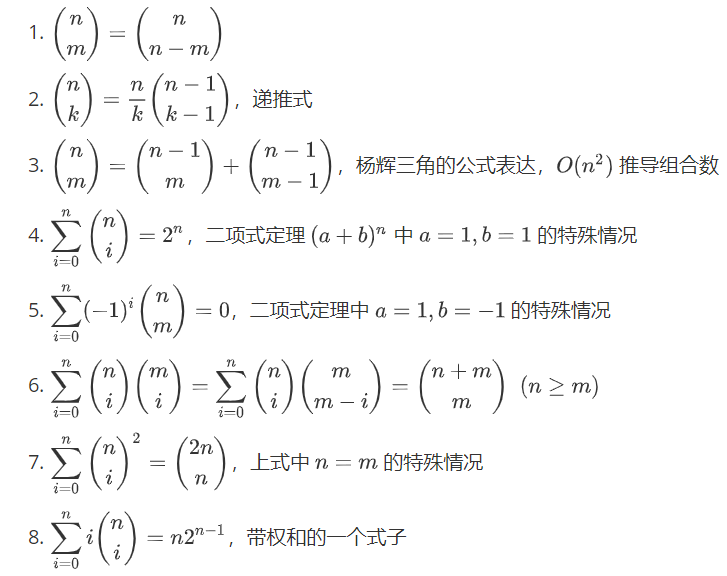 1. $\binom{n}{m} = \binom{n}{n-m}$
2. $\binom{n}{k} = \frac{n}{k}\binom{n-1}{k-1}$，递推式
3. $\binom{n}{m} = \binom{n-1}{m} + \binom{n-1}{m-1}$，杨辉三角的公式表达，$O(n^2)$ 推导组合数
4. $\sum_{i=0}^{n}\binom{n}{i} = 2^n$，二项式定理 $(a+b)^n$ 中 $a=1,b=1$ 的特殊情况
5. $\sum_{i=0}^{n}(-1)^i\binom{n}{m} = 0$，二项式定理中 $a=1,b=-1$ 的特殊情况
6. $\sum_{i=0}^{n}\binom{n}{i}\binom{m}{i} = \sum_{i=0}^{n}\binom{n}{i}\binom{m}{m-i} = \binom{n+m}{m}$ $(n \geq m)$
7. $\sum_{i=0}^{n}\binom{n}{i}^2 = \binom{2n}{n}$，上式中 $n=m$ 的特殊情况
8. $\sum_{i=0}^{n}i\binom{n}{i} = n2^{n-1}$，带权和的一个式子